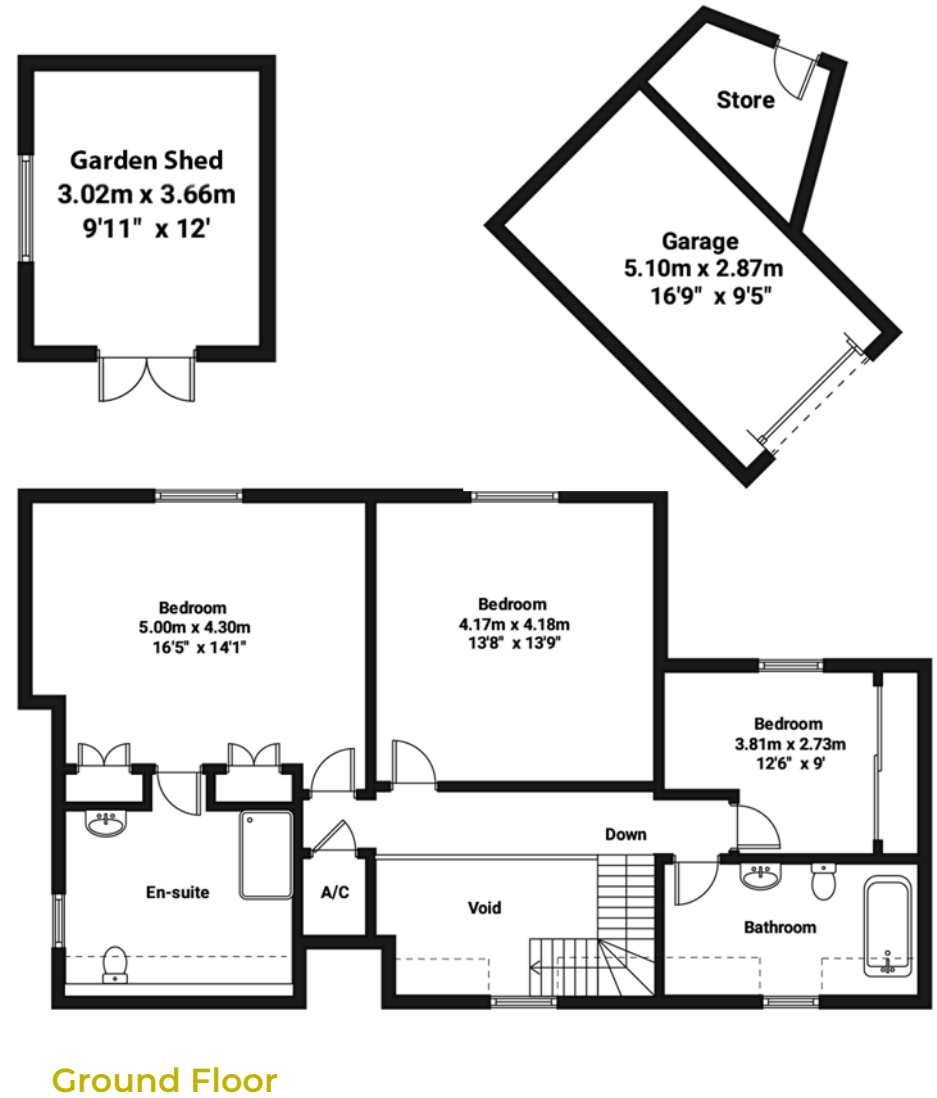 Store
Garden Shed
3.02m x 3.66m
9'11" x 12'
Garage
5.10m x 2.87m
16'9" x 9'5"
Bedroom
5.00m x 4.30m
16'5" x 14'1"
Bedroom
4.17m x 4.18m
13'8" x 13'9"
Bedroom
3.81m x 2.73m
12'6" x 9'
Down
En-suite
A/C
Void
Bathroom
Ground Floor